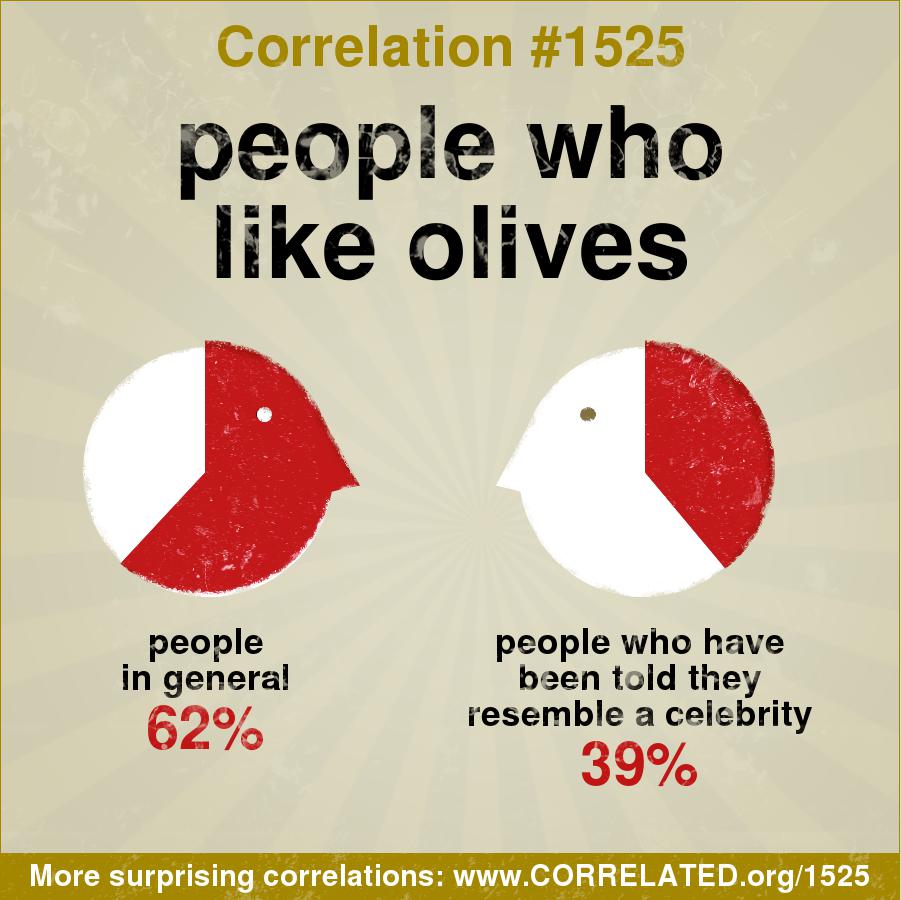 Correlation #1525
people who
like olives
people
in general
62%
people who have
been told they
resemble a celebrity
39%
More surprising correlations: www.CORRELATED.org/1525